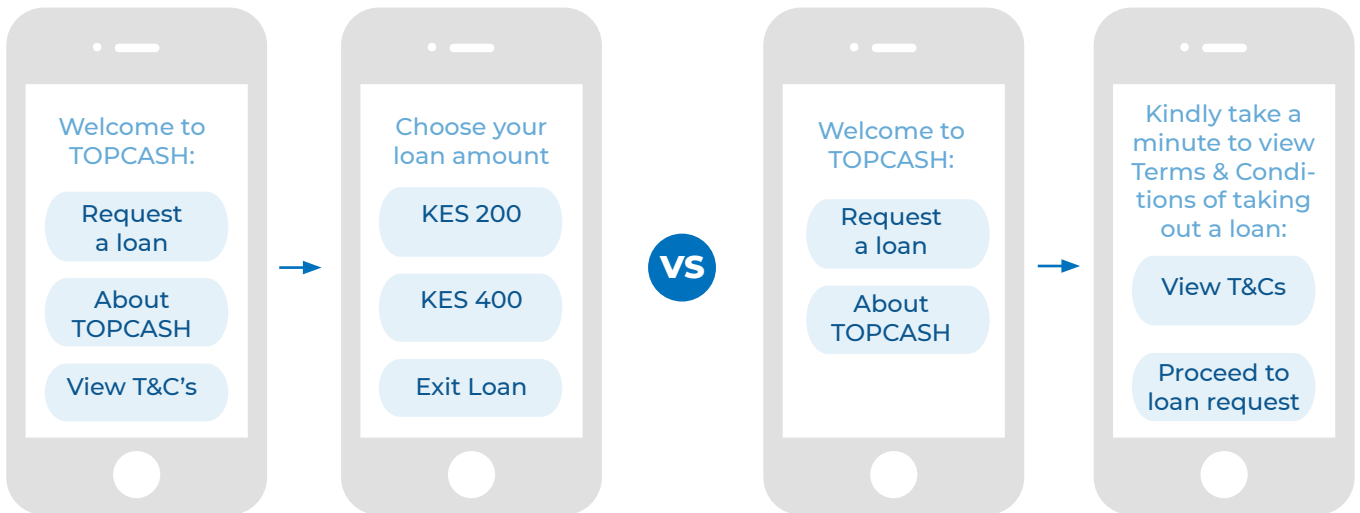 Welcome to
TOPCASH:
Request
a loan
About
TOPCASH
View T&C's
Choose your
loan amount
KES 200
KES 400
Exit Loan
VS
Welcome to
TOPCASH:
Request
a loan
About
TOPCASH
Kindly take a
minute to view
Terms & Condi-
tions of taking
out a loan:
View T&Cs
Proceed to
loan request